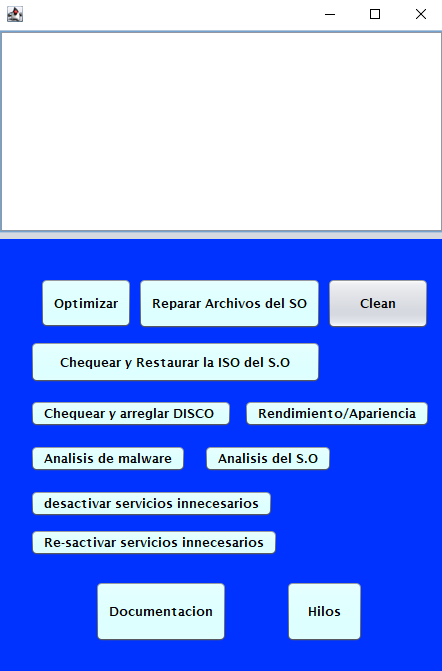 Optimizar Reparar Archivos del SO Clean
Chequear y Restaurar la ISO del S.O
Chequear y arreglar DISCO Rendimiento/Apariencia
Analisis de malware Analisis del S.O
desactivar servicios innecesarios
Re-sactivar servicios innecesarios
Documentacion Hilos